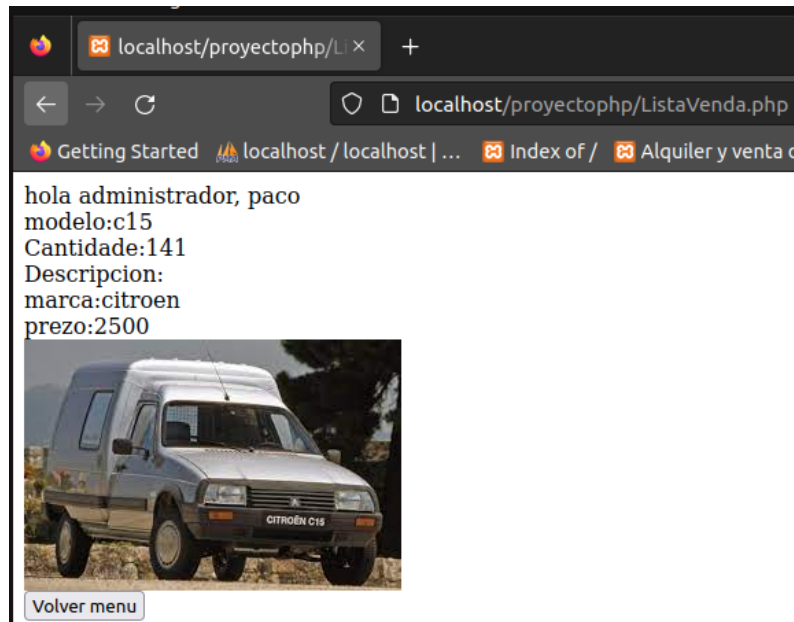 localhost/proyectophp/Li
localhost/proyectophp/ListaVenda.php
Getting Started localhost / localhost | … Index of / Alquiler y venta
hola administrador, paco
modelo:c15
Cantidade:141
Descripcion:
marca:citroen
prezo:2500
CITROËN C15
Volver menu